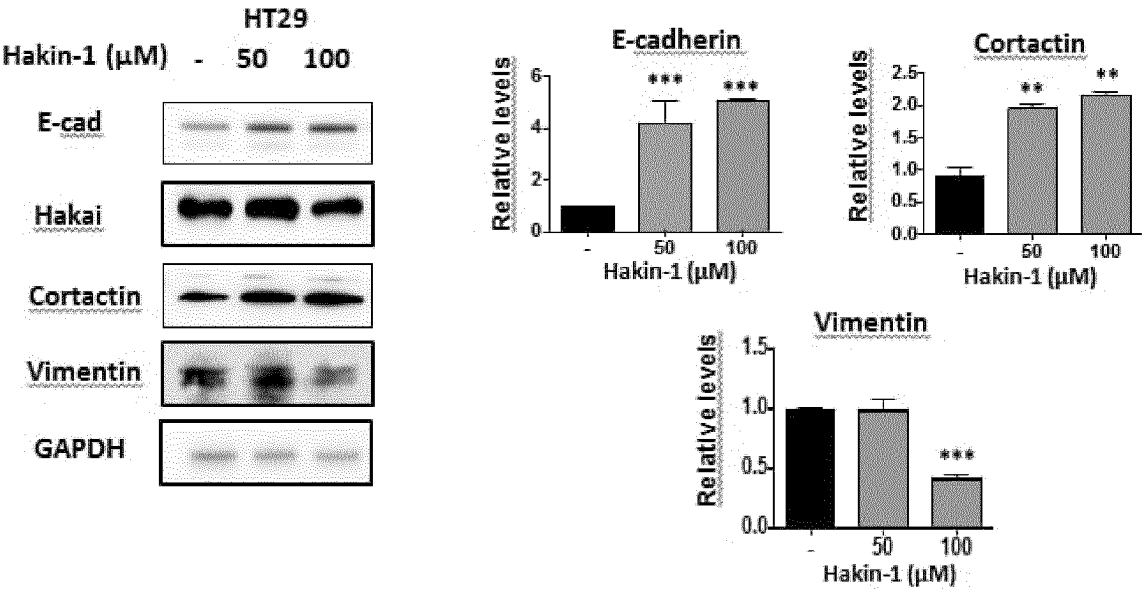 HT29
Hakin-1 (µM) - 50 100
E-cad
Hakai
Cortactin
Vimentin
GAPDH
E-cadherin
Relative levels
6
4
2
0
*** ***
- 50 100
Hakin-1 (µM)
Cortactin
Relative levels
2.5
2.0
1.5
1.0
0.5
0.0
** **
- 50 100
Hakin-1 (µM)
Vimentin
Relative levels
1.5
1.0
0.5
0.0
***
- 50 100
Hakin-1 (µM)